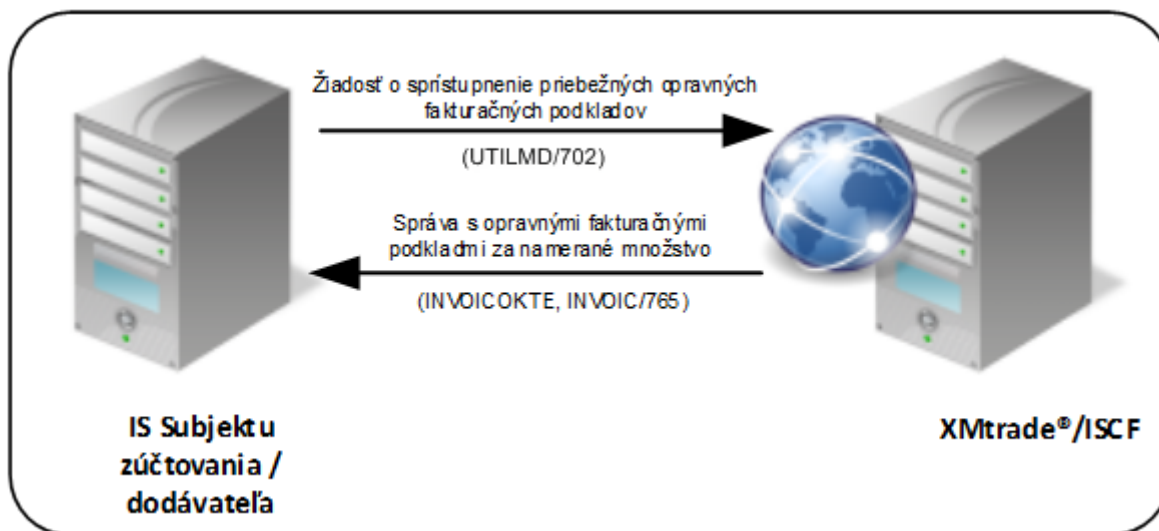 Žiadosť o sprístupnenie priebežných opravných
fakturačných podkladov
(UTILMD/702)
Správa s opravnými fakturačnými
podkladmi za namerané množstvo
(INVOICOKTE, INVOIC/765)
IS Subjektu
zúčtovania /
dodávateľa
XMtrade®/ISCF